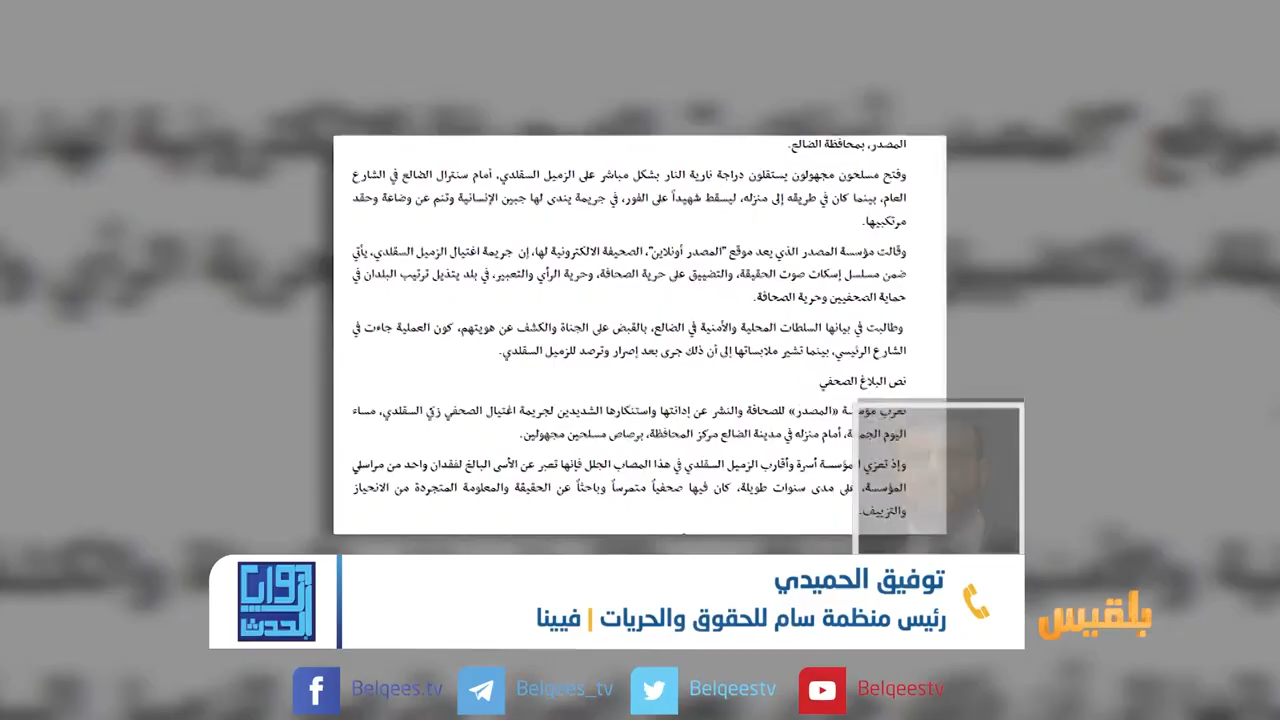 المصدر، بمحافظة الضالع.
وفتح مسلحون مجهولون يستقلون دراجة نارية النار بشكل مباشر على الزميل السقلدي، أمام سنترال الضالع في الشارع
العام، بينما كان في طريقه إلى منزله، ليسقط شهيداً على الفور، في جريمة يندى لها جبين الإنسانية وتنم عن وضاعة وحقد
مرتكبيها.
وقالت مؤسسة المصدر الذي يعد موقع "المصدر أونلاين"، الصحيفة الالكترونية لها، إن جريمة اغتيال الزميل السقلدي، يأتي
ضمن مسلسل إسكات صوت الحقيقة، والتضييق على حرية الصحافة، وحرية الرأي والتعبير، في بلد يتذيل ترتيب البلدان في
حماية الصحفيين وحرية الصحافة.
وطالبت في بيانها السلطات المحلية والأمنية في الضالع، بالقبض على الجناة والكشف عن هويتهم، كون العملية جاءت في
الشارع الرئيسي، بينما تشير ملابساتها إلى أن ذلك جرى بعد إصرار وترصد للزميل السقلدي.
نص البلاغ الصحفي
تعرب مؤسسة «المصدر» للصحافة والنشر عن إدانتها واستنكارها الشديدين لجريمة اغتيال الصحفي زكي السقلدي، مساء
اليوم الجمعة، أمام منزله في مدينة الضالع مركز المحافظة، برصاص مسلحين مجهولين.
وإذ تعزي المؤسسة أسرة وأقارب الزميل السقلدي في هذا المصاب الجلل فإنها تعبر عن الأسى البالغ لفقدان واحد من مراسلي
المؤسسة، على مدى سنوات طويلة، كان فيها صحفياً متمرساً وباحثاً عن الحقيقة والمعلومة المتجردة من الانحياز
والتزييف.
توفيق الحميدي
رئيس منظمة سام للحقوق والحريات | فيينا
بلقيس
Belqees.tv
Belqees_tv
Belqeestv
Belqeestv